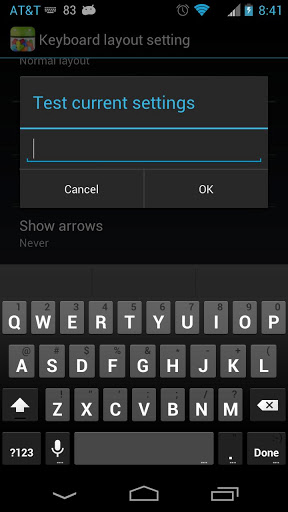 AT&T 83 8:41
Keyboard layout setting
Normal layout
Test current settings
Cancel OK
Show arrows
Never
1 2 3 4 5 6 7 8 9 0
Q W E R T Y U I O P
@ # $ % & * - + ( )
A S D F G H J K L
Z X C V B N M
?123 . Done